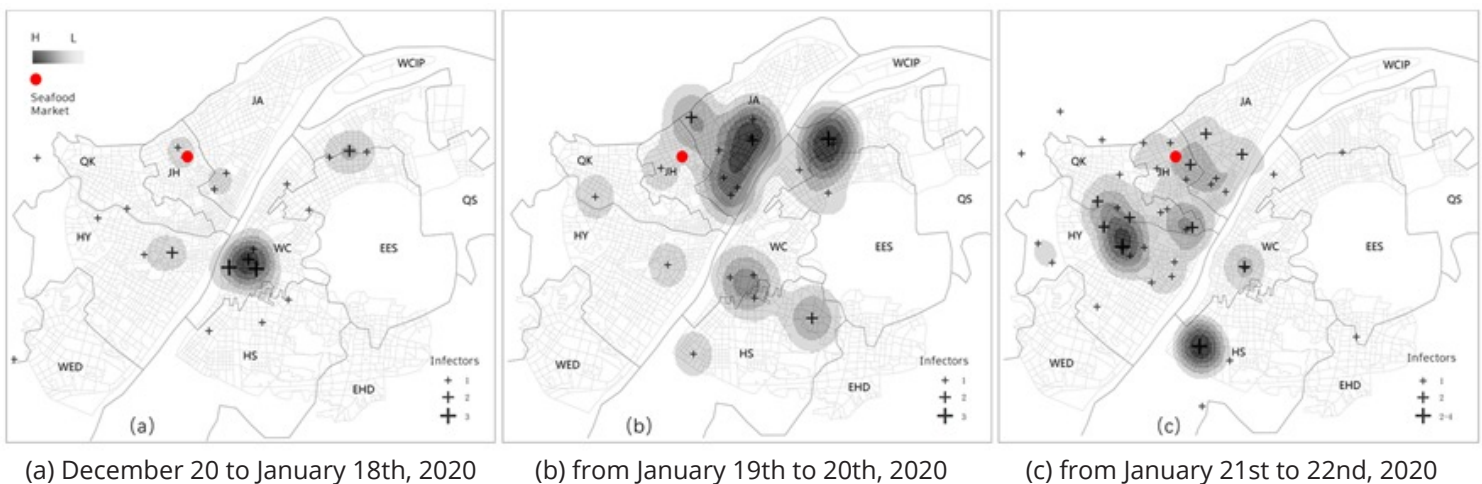 H L
Seafood
Market
WCIP
JA
QK
JH
QS
HY
WC
EES
WED
HS
EHD
Infectors
1
2
3
(a)
WCIP
JA
QK
JH
QS
HY
WC
EES
WED
HS
EHD
Infectors
1
2
3
(b)
WCIP
JA
QK
JH
QS
HY
WC
EES
WED
HS
EHD
Infectors
1
2
2-4
(c)
(a) December 20 to January 18th, 2020
(b) from January 19th to 20th, 2020
(c) from January 21st to 22nd, 2020